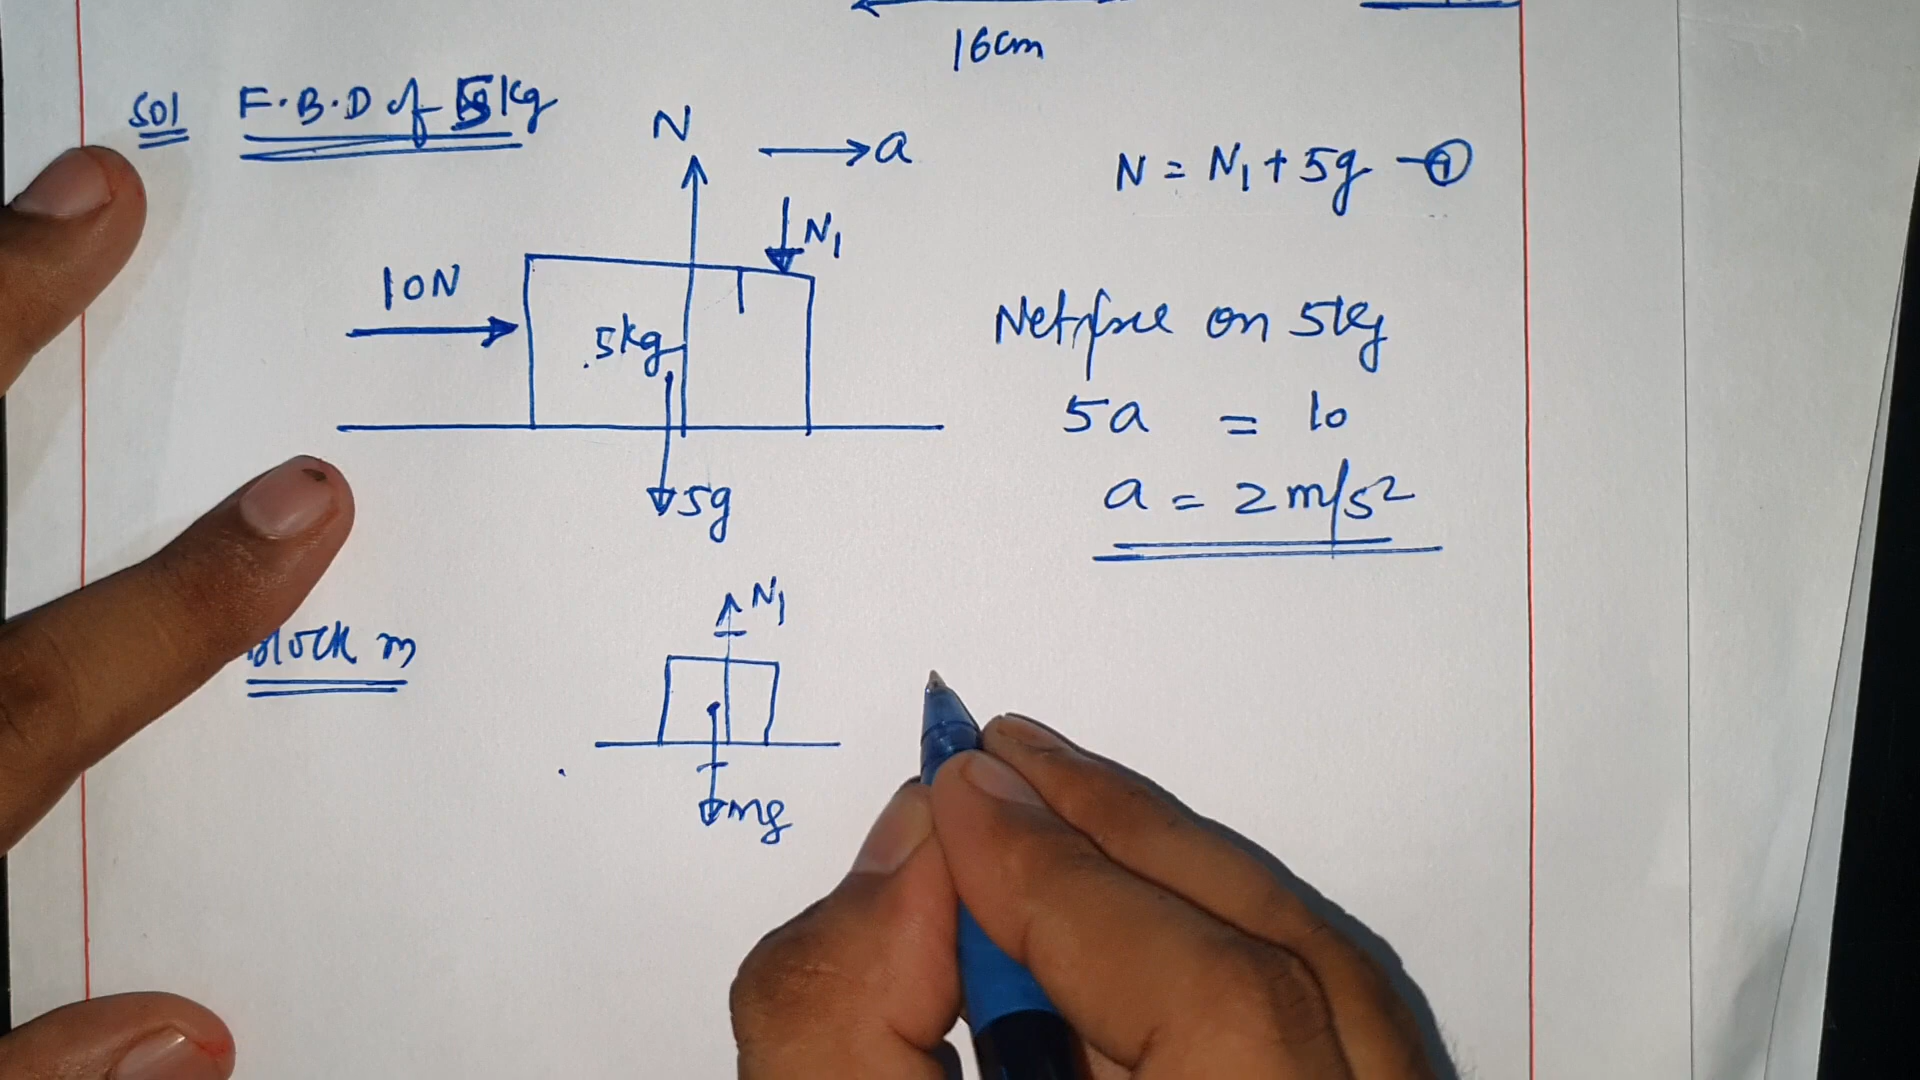 16cm
Sol F.B.D of 5kg
N
a
N = N1 + 5g - 1
N1
10N
5kg
Net force on 5kg
5a = 10
a = 2 m/s²
5g
N1
Block m
mg